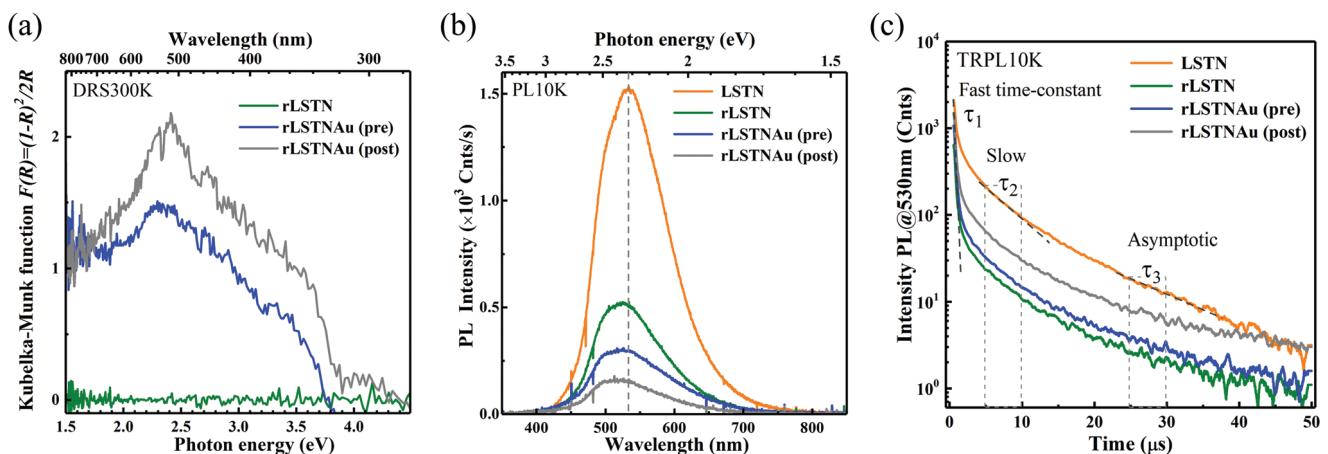 (a)
Wavelength (nm)
800 700 600 500 400 300
DRS300K
rLSTN
rLSTNAu (pre)
rLSTNAu (post)
Kubelka-Munk function F(R)=(1-R)²/2R
2
1
0
1.5 2.0 2.5 3.0 3.5 4.0
Photon energy (eV)
(b)
Photon energy (eV)
3.5 3 2.5 2 1.5
PL10K
LSTN
rLSTN
rLSTNAu (pre)
rLSTNAu (post)
PL Intensity (×10³ Cnts/s)
1.5
1.0
0.5
0.0
400 500 600 700 800
Wavelength (nm)
(c)
TRPL10K
LSTN
rLSTN
rLSTNAu (pre)
rLSTNAu (post)
Fast time-constant
τ₁
Slow
τ₂
Asymptotic
τ₃
Intensity PL@530nm (Cnts)
10⁴
10³
10²
10¹
10⁰
0 10 20 30 40 50
Time (μs)